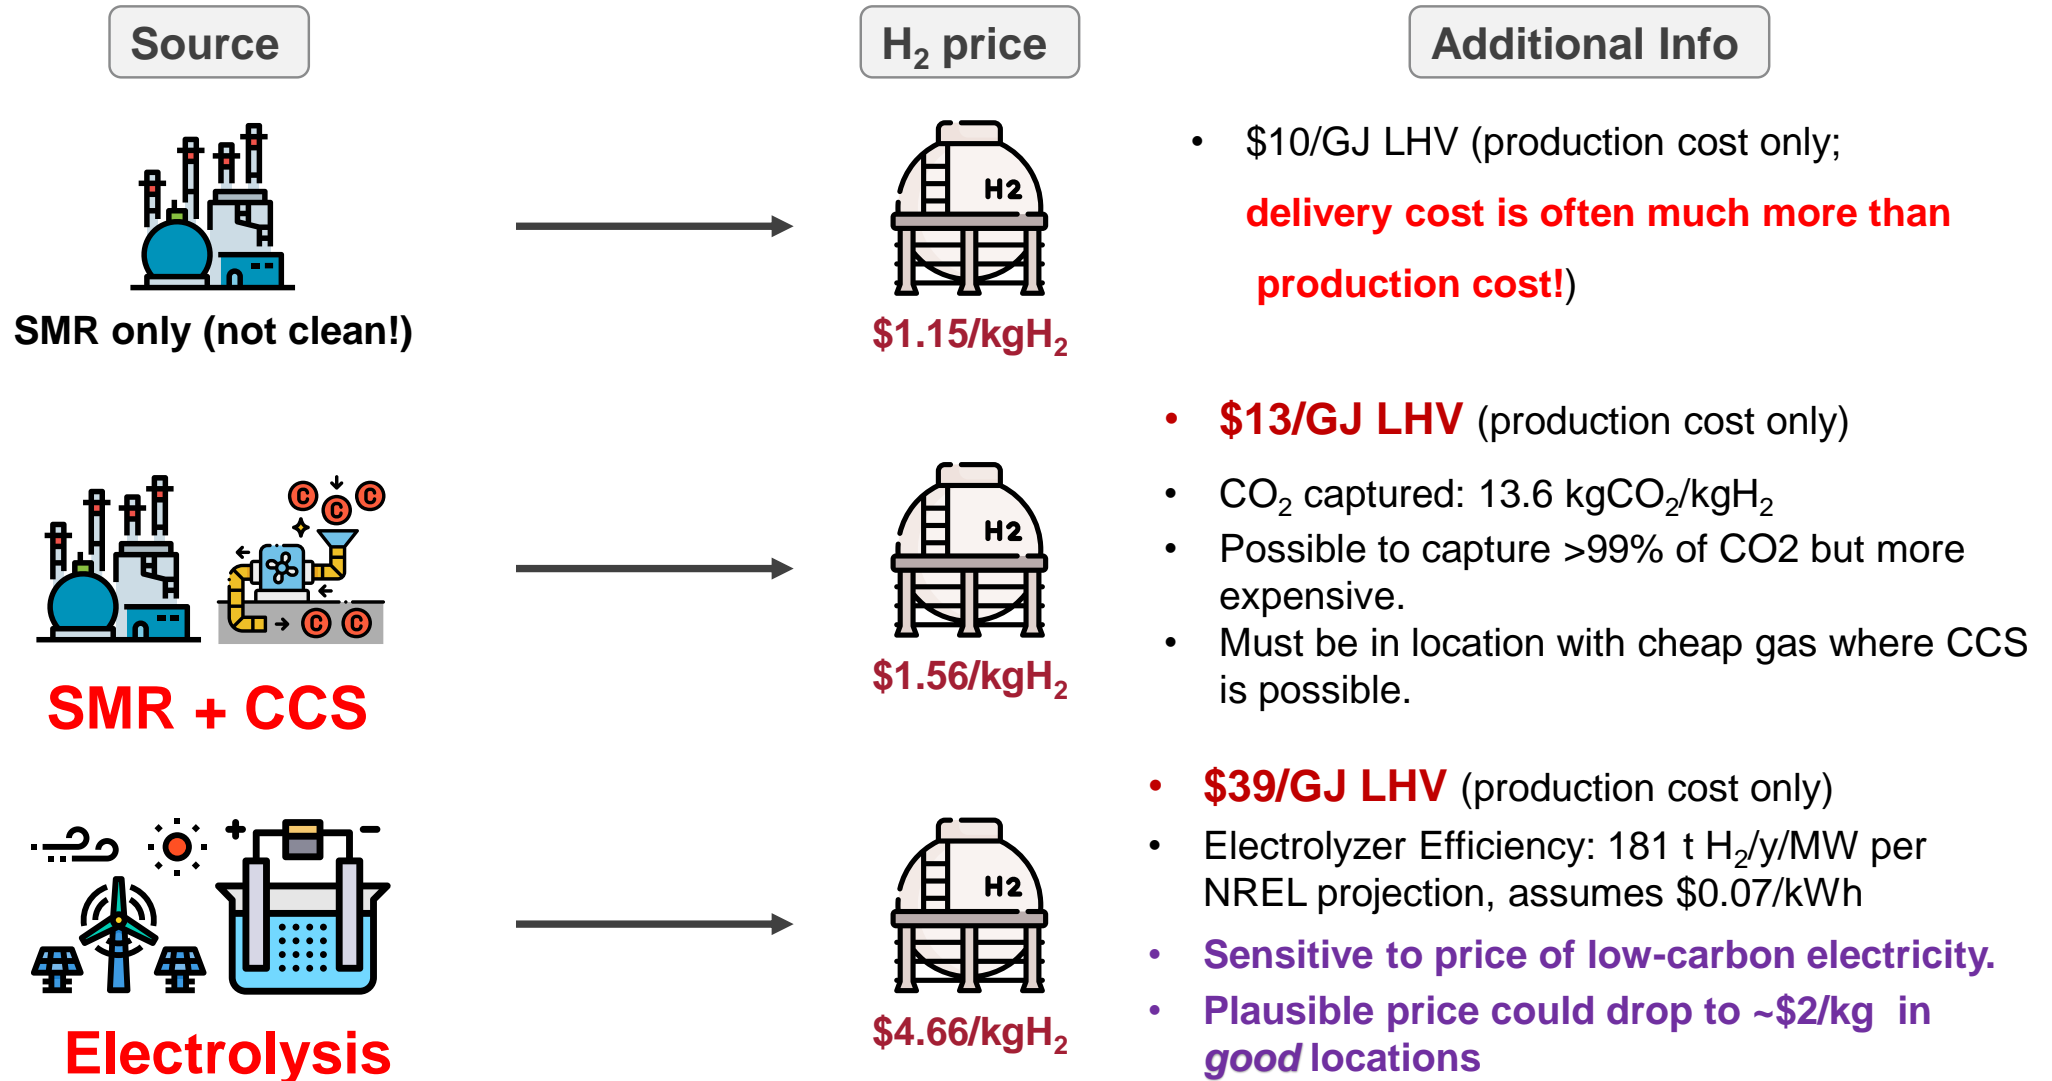 Source
H₂ price
Additional Info
H2
SMR only (not clean!)
$1.15/kgH₂
• $10/GJ LHV (production cost only;
delivery cost is often much more than
production cost!)
C C C
H2
C C
SMR + CCS
$1.56/kgH₂
• $13/GJ LHV (production cost only)
• CO₂ captured: 13.6 kgCO₂/kgH₂
• Possible to capture >99% of CO2 but more
expensive.
• Must be in location with cheap gas where CCS
is possible.
+ −
H2
Electrolysis
$4.66/kgH₂
• $39/GJ LHV (production cost only)
• Electrolyzer Efficiency: 181 t H₂/y/MW per
NREL projection, assumes $0.07/kWh
• Sensitive to price of low-carbon electricity.
• Plausible price could drop to ~$2/kg in
good locations